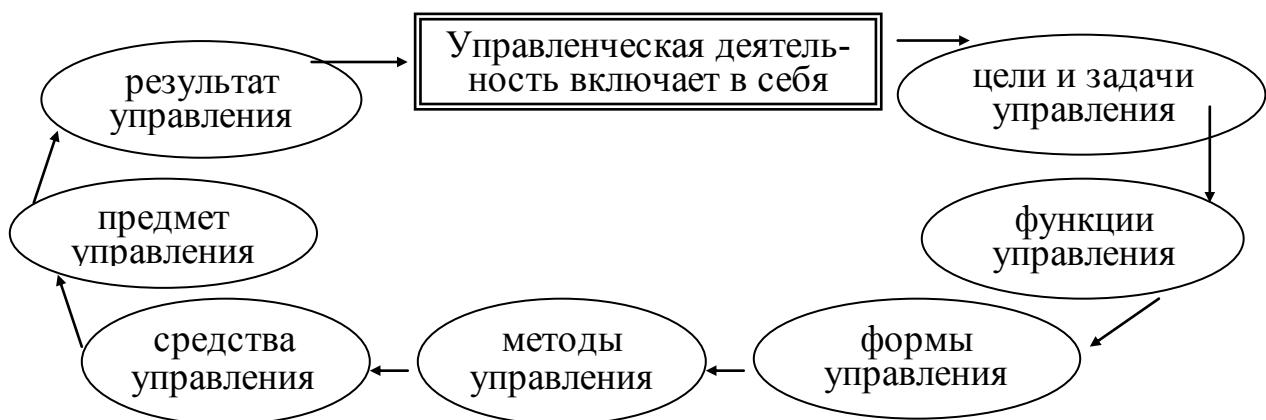 Управленческая деятель-
ность включает в себя
цели и задачи
управления
функции
управления
формы
управления
методы
управления
средства
управления
предмет
управления
результат
управления